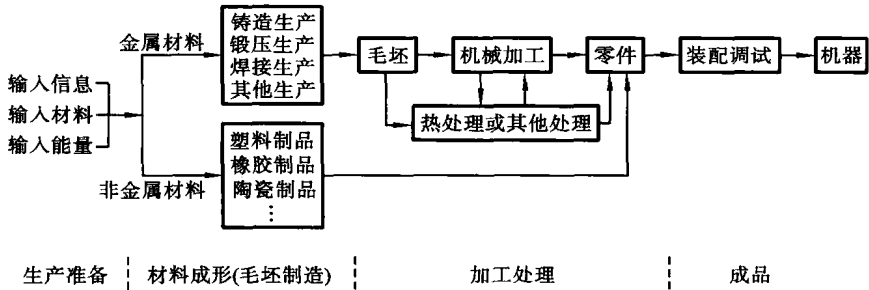 输入信息
输入材料
输入能量
金属材料
非金属材料
铸造生产
锻压生产
焊接生产
其他生产
塑料制品
橡胶制品
陶瓷制品
⋮
毛坯
机械加工
零件
装配调试
机器
热处理或其他处理
生产准备
材料成形(毛坯制造)
加工处理
成品